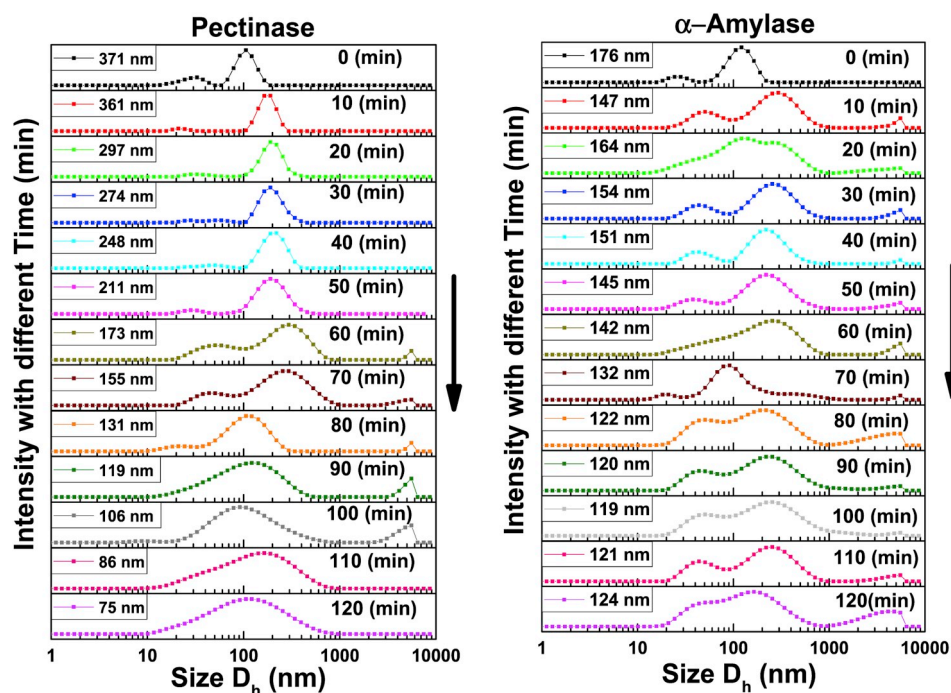 Pectinase
Intensity with different Time (min)
371 nm 0 (min)
361 nm 10 (min)
297 nm 20 (min)
274 nm 30 (min)
248 nm 40 (min)
211 nm 50 (min)
173 nm 60 (min)
155 nm 70 (min)
131 nm 80 (min)
119 nm 90 (min)
106 nm 100 (min)
86 nm 110 (min)
75 nm 120 (min)
1 10 100 1000 10000
Size Dₕ (nm)
α–Amylase
Intensity with different Time (min)
176 nm 0 (min)
147 nm 10 (min)
164 nm 20 (min)
154 nm 30 (min)
151 nm 40 (min)
145 nm 50 (min)
142 nm 60 (min)
132 nm 70 (min)
122 nm 80 (min)
120 nm 90 (min)
119 nm 100 (min)
121 nm 110 (min)
124 nm 120(min)
1 10 100 1000 10000
Size Dₕ (nm)